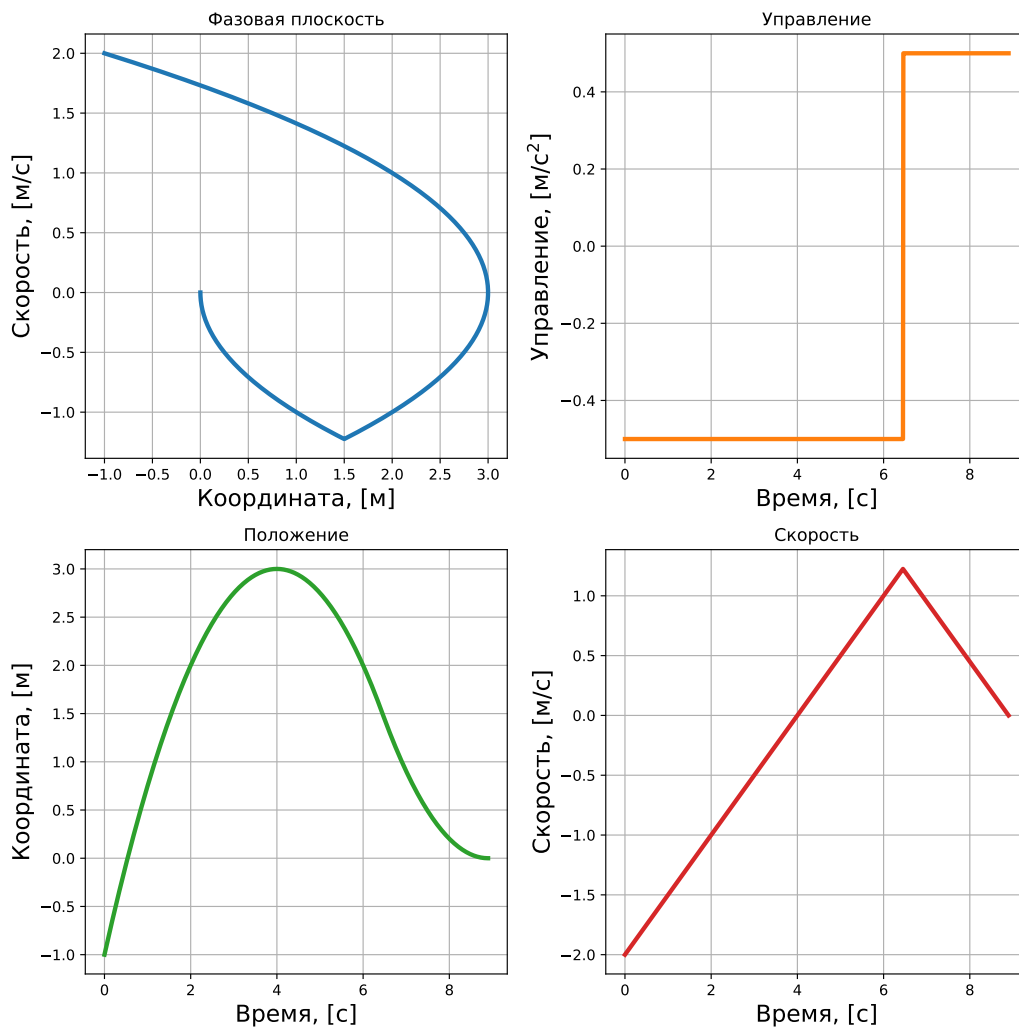 Фазовая плоскость
Скорость, [м/с]
2.0
1.5
1.0
0.5
0.0
−0.5
−1.0
−1.0 −0.5 0.0 0.5 1.0 1.5 2.0 2.5 3.0
Координата, [м]
Управление
Управление, [м/с²]
0.4
0.2
0.0
−0.2
−0.4
0 2 4 6 8
Время, [с]
Положение
Координата, [м]
3.0
2.5
2.0
1.5
1.0
0.5
0.0
−0.5
−1.0
0 2 4 6 8
Время, [с]
Скорость
Скорость, [м/с]
1.0
0.5
0.0
−0.5
−1.0
−1.5
−2.0
0 2 4 6 8
Время, [с]